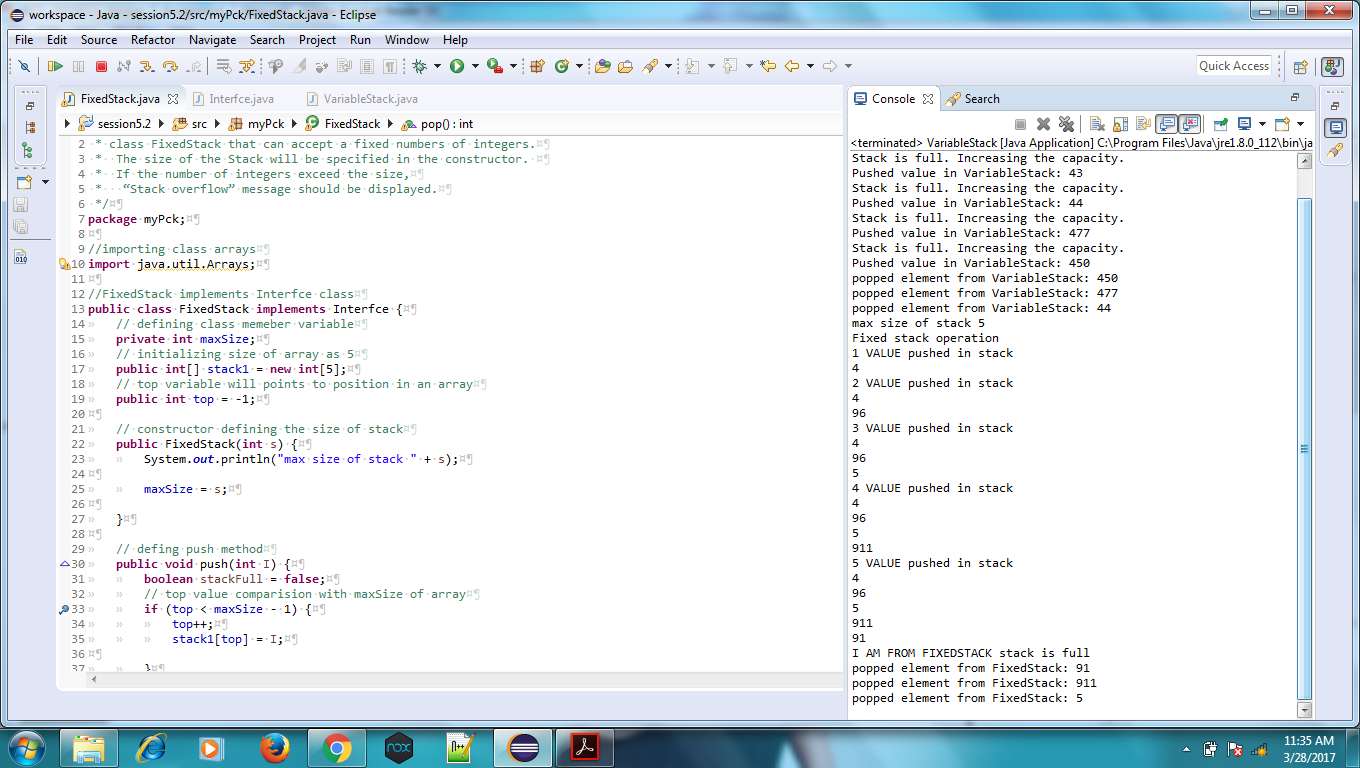 workspace - Java - session5.2/src/myPck/FixedStack.java - Eclipse
File Edit Source Refactor Navigate Search Project Run Window Help
Quick Access
FixedStack.java Interfce.java VariableStack.java
session5.2 src myPck FixedStack pop() : int
2 * class FixedStack that can accept a fixed numbers of integers.
3 * The size of the Stack will be specified in the constructor.
4 * If the number of integers exceed the size,
5 * “Stack overflow” message should be displayed.
6 */
7 package myPck;
8
9 //importing class arrays
10 import java.util.Arrays;
11
12 //FixedStack implements Interfce class
13 public class FixedStack implements Interfce {
14 // defining class memeber variable
15 private int maxSize;
16 // initializing size of array as 5
17 public int[] stack1 = new int[5];
18 // top variable will points to position in an array
19 public int top = -1;
20
21 // constructor defining the size of stack
22 public FixedStack(int s) {
23 System.out.println("max size of stack " + s);
24
25 maxSize = s;
26
27 }
28
29 // defing push method
30 public void push(int I) {
31 boolean stackFull = false;
32 // top value comparision with maxSize of array
33 if (top < maxSize - 1) {
34 top++;
35 stack1[top] = I;
36
37 }
Console Search
<terminated> VariableStack [Java Application] C:\Program Files\Java\jre1.8.0_112\bin\ja
Stack is full. Increasing the capacity.
Pushed value in VariableStack: 43
Stack is full. Increasing the capacity.
Pushed value in VariableStack: 44
Stack is full. Increasing the capacity.
Pushed value in VariableStack: 477
Stack is full. Increasing the capacity.
Pushed value in VariableStack: 450
popped element from VariableStack: 450
popped element from VariableStack: 477
popped element from VariableStack: 44
max size of stack 5
Fixed stack operation
1 VALUE pushed in stack
4
2 VALUE pushed in stack
4
96
3 VALUE pushed in stack
4
96
5
4 VALUE pushed in stack
4
96
5
911
5 VALUE pushed in stack
4
96
5
911
91
I AM FROM FIXEDSTACK stack is full
popped element from FixedStack: 91
popped element from FixedStack: 911
popped element from FixedStack: 5
010
nox
11:35 AM
3/28/2017